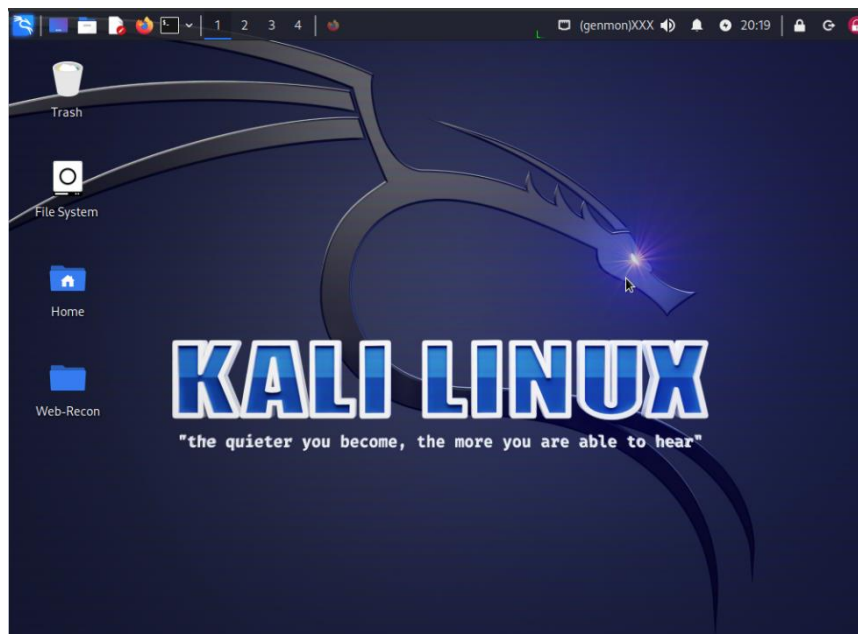 1 2 3 4 (genmon)XXX 20:19
Trash
File System
Home
Web-Recon
KALI LINUX
"the quieter you become, the more you are able to hear"